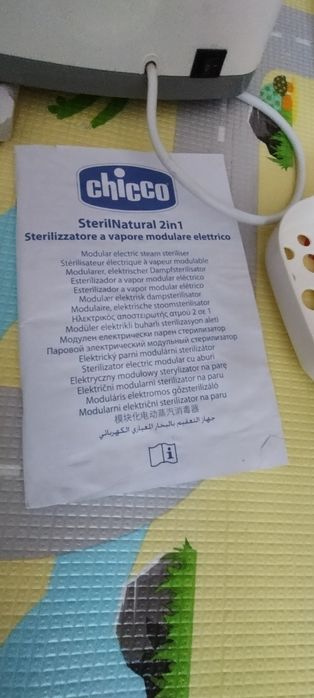 chicco
SterilNatural 2in1
Sterilizzatore a vapore modulare elettrico
Modular electric steam steriliser
Stérilisateur électrique à vapeur modulable
Modularer, elektrischer Dampfsterilisator
Esterilizador a vapor modular eléctrico
Esterilizador a vapor modular elétrico
Modulær elektrisk dampsterilisator
Modulaire, elektrische stoomsterilisator
Ηλεκτρικός αποστειρωτής ατμού 2 σε 1
Modüler elektrikli buharlı sterilizasyon aleti
Модулен електрически парен стерилизатор
Паровой электрический модульный стерилизатор
Elektrický parní modulární sterilizátor
Sterilizator electric modular cu aburi
Elektryczny modułowy sterylizator na parę
Električni modularni sterilizator na paru
Moduláris elektromos gőzsterilizáló
Modularni električni sterilizator na paru
模块化电动蒸汽消毒器
جهاز التعقيم بالبخار المعياري الكهربائي
i